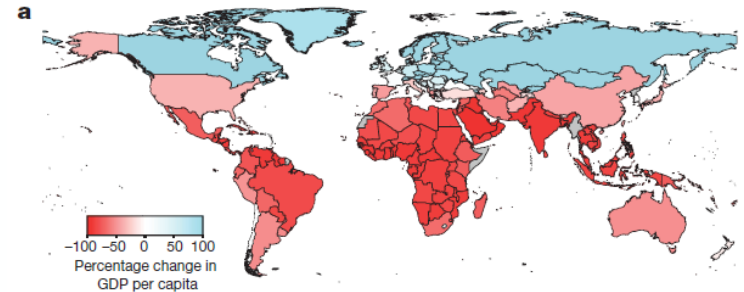 a
−100 −50 0 50 100
Percentage change in
GDP per capita